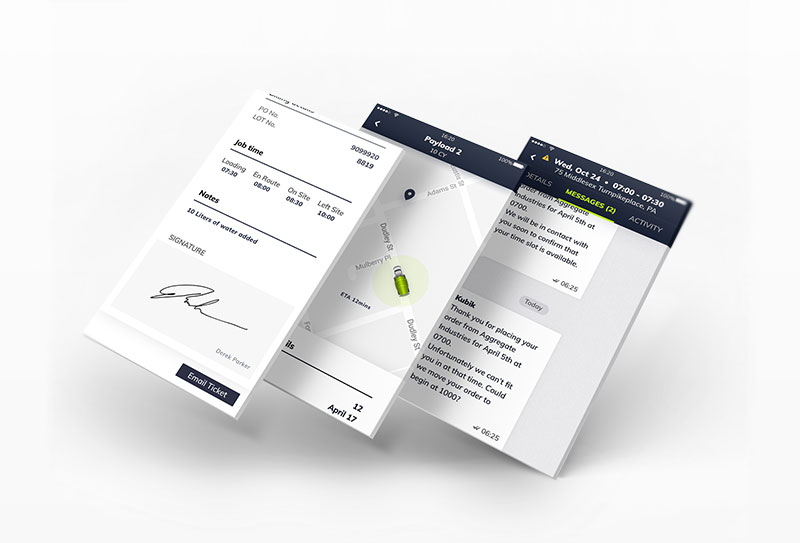 PO No.
LOT No.
9099920
8819
Job time
Loading
07:30
En Route
08:00
On Site
08:30
Left Site
10:00
Notes
10 Liters of water added
SIGNATURE
Derek Parker
Email Ticket
16:20
100%
Payload 2
10 CY
Adams St
Dudley St
Mulberry Pl
ETA 12mins
Dudley St
ils
12
April 17
16:20
100%
Wed, Oct 24 • 07:00 - 07:30
75 Middlesex Turnpikeplace, PA
DETAILS
MESSAGES (2)
ACTIVITY
order from Aggregate
Industries for April 5th at
0700.
We will be in contact with
you soon to confirm that
your time slot is available.
06:25
Today
Kubik
Thank you for placing your
order from Aggregate
Industries for April 5th at
0700.
Unfortunately we can't fit
you in at that time. Could
we move your order to
begin at 1000?
06:25